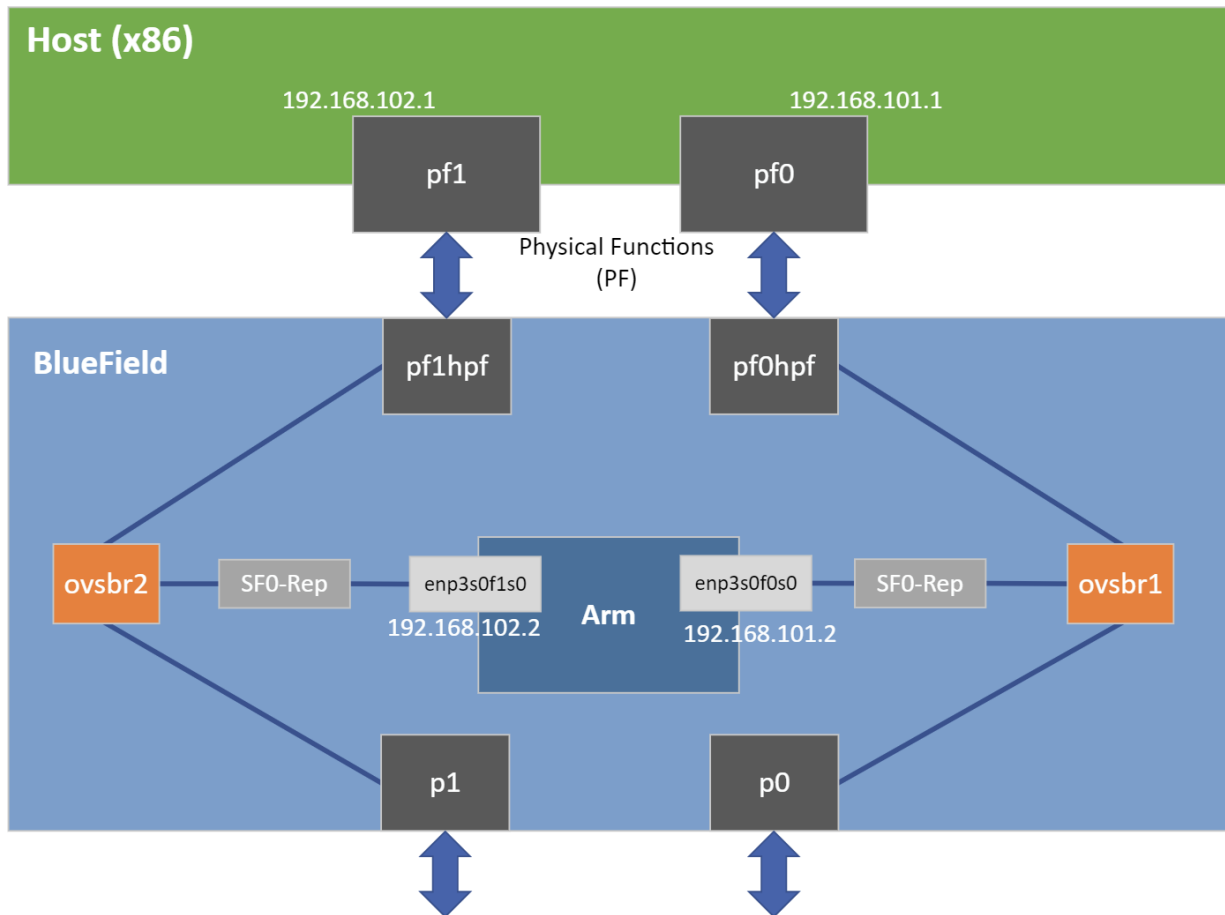 Host (x86)
192.168.102.1
192.168.101.1
pf1
pf0
Physical Functions
(PF)
BlueField
pf1hpf
pf0hpf
ovsbr2
SF0-Rep
enp3s0f1s0
enp3s0f0s0
SF0-Rep
ovsbr1
Arm
192.168.102.2
192.168.101.2
p1
p0